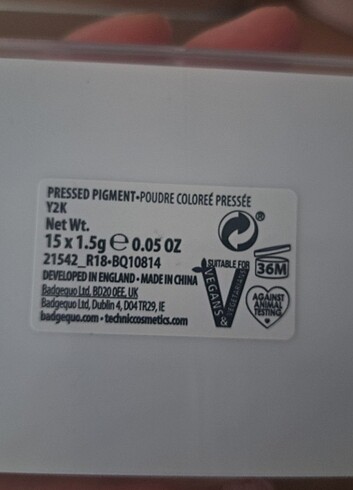 PRESSED PIGMENT•POUDRE COLOREÉ PRESSÉE
Y2K
Net Wt.
15 x 1.5g ℮ 0.05 OZ
21542_R18-BQ10814
DEVELOPED IN ENGLAND • MADE IN CHINA
Badgequo Ltd, BD20 0EE, UK
Badgequo Ltd, Dublin 4, D04 TR29, IE
badgequo.com • techniccosmetics.com
®
SUITABLE FOR
VEGANS & VEGETARIANS
36M
AGAINST
ANIMAL
TESTING